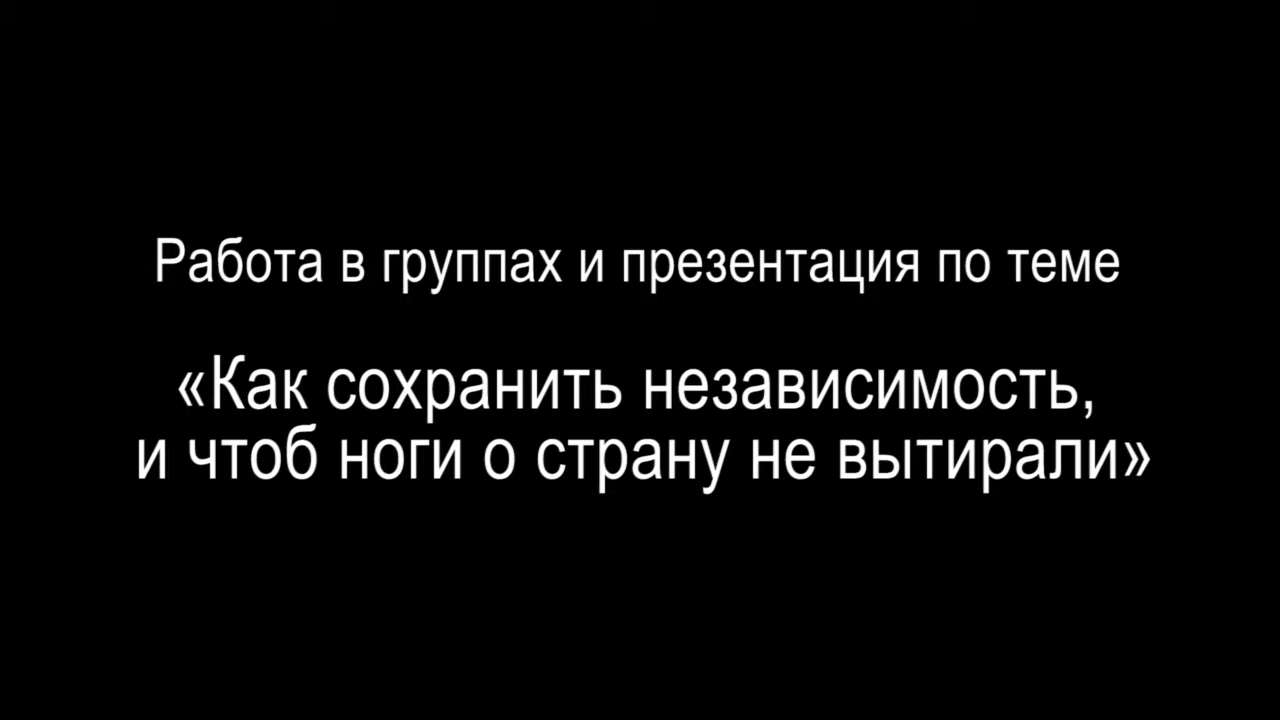 Работа в группах и презентация по теме
«Как сохранить независимость,
и чтоб ноги о страну не вытирали»